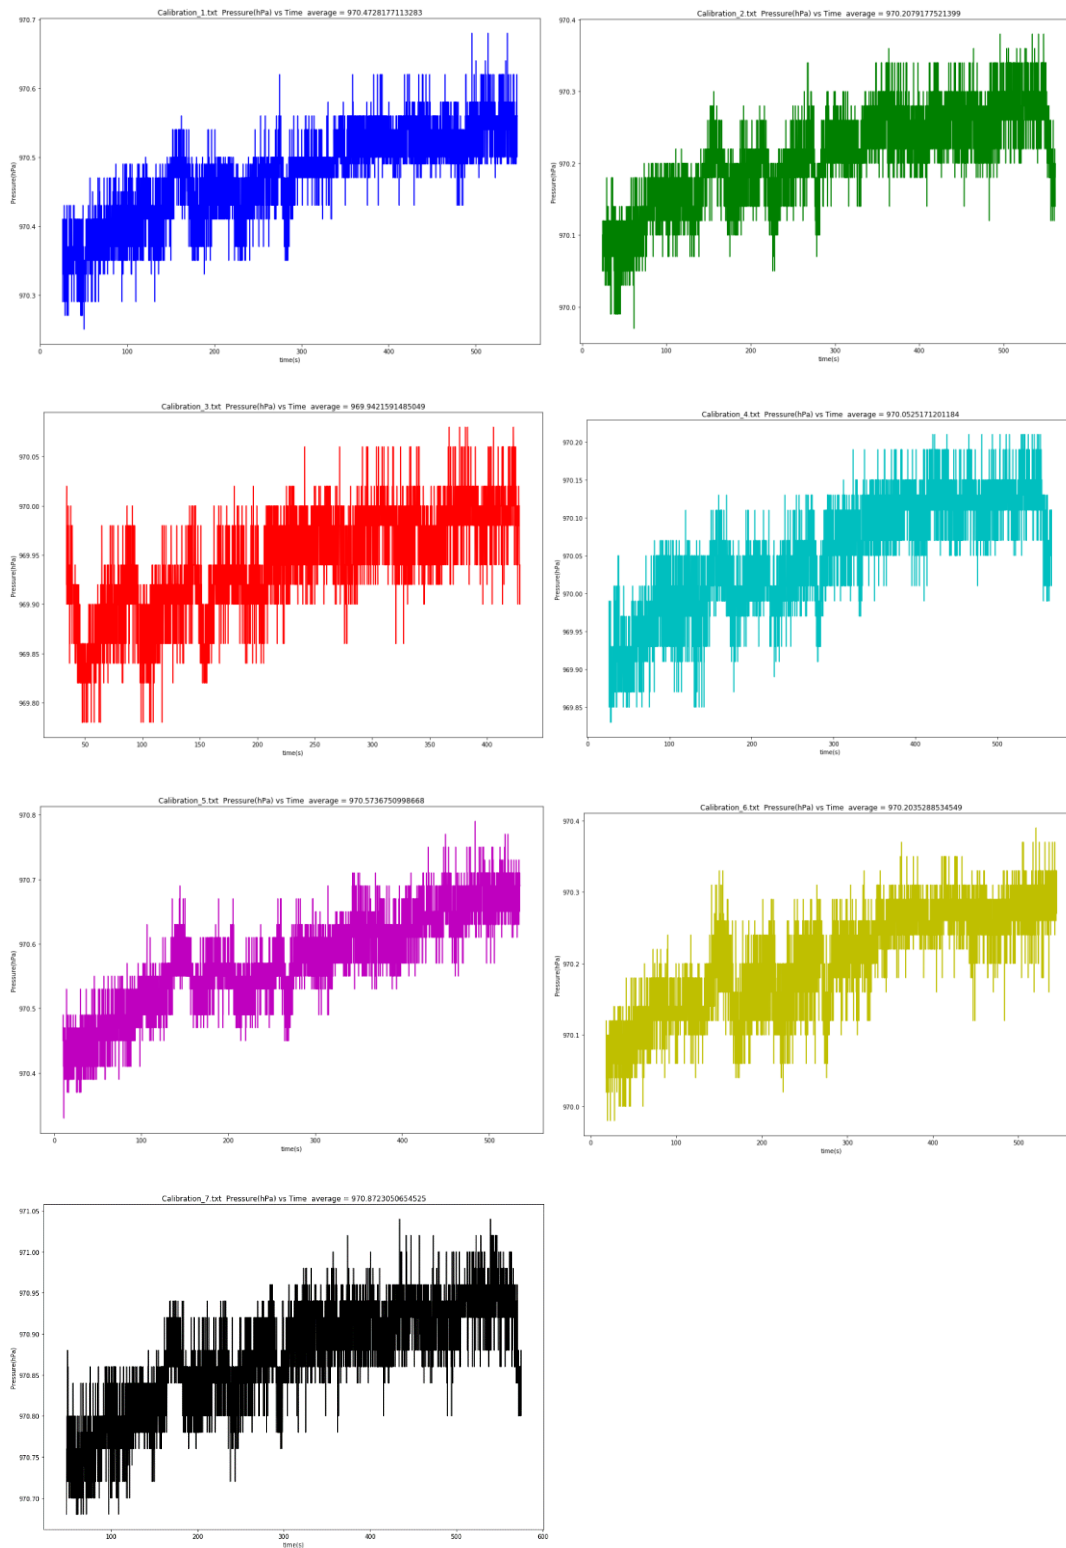 Calibration_1.txt Pressure(hPa) vs Time average = 970.4728177113283
970.7
970.6
970.5
970.4
970.3
Pressure(hPa)
0 100 200 300 400 500
time(s)
Calibration_2.txt Pressure(hPa) vs Time average = 970.2079177521399
970.4
970.3
970.2
970.1
970.0
Pressure(hPa)
0 100 200 300 400 500
time(s)
Calibration_3.txt Pressure(hPa) vs Time average = 969.9421591485049
970.05
970.00
969.95
969.90
969.85
969.80
Pressure(hPa)
50 100 150 200 250 300 350 400
time(s)
Calibration_4.txt Pressure(hPa) vs Time average = 970.0525171201184
970.20
970.15
970.10
970.05
970.00
969.95
969.90
969.85
Pressure(hPa)
0 100 200 300 400 500
time(s)
Calibration_5.txt Pressure(hPa) vs Time average = 970.5736750998668
970.8
970.7
970.6
970.5
970.4
Pressure(hPa)
0 100 200 300 400 500
time(s)
Calibration_6.txt Pressure(hPa) vs Time average = 970.2035288534549
970.4
970.3
970.2
970.1
970.0
Pressure(hPa)
0 100 200 300 400 500
time(s)
Calibration_7.txt Pressure(hPa) vs Time average = 970.8723050654525
971.05
971.00
970.95
970.90
970.85
970.80
970.75
970.70
Pressure(hPa)
100 200 300 400 500 600
time(s)